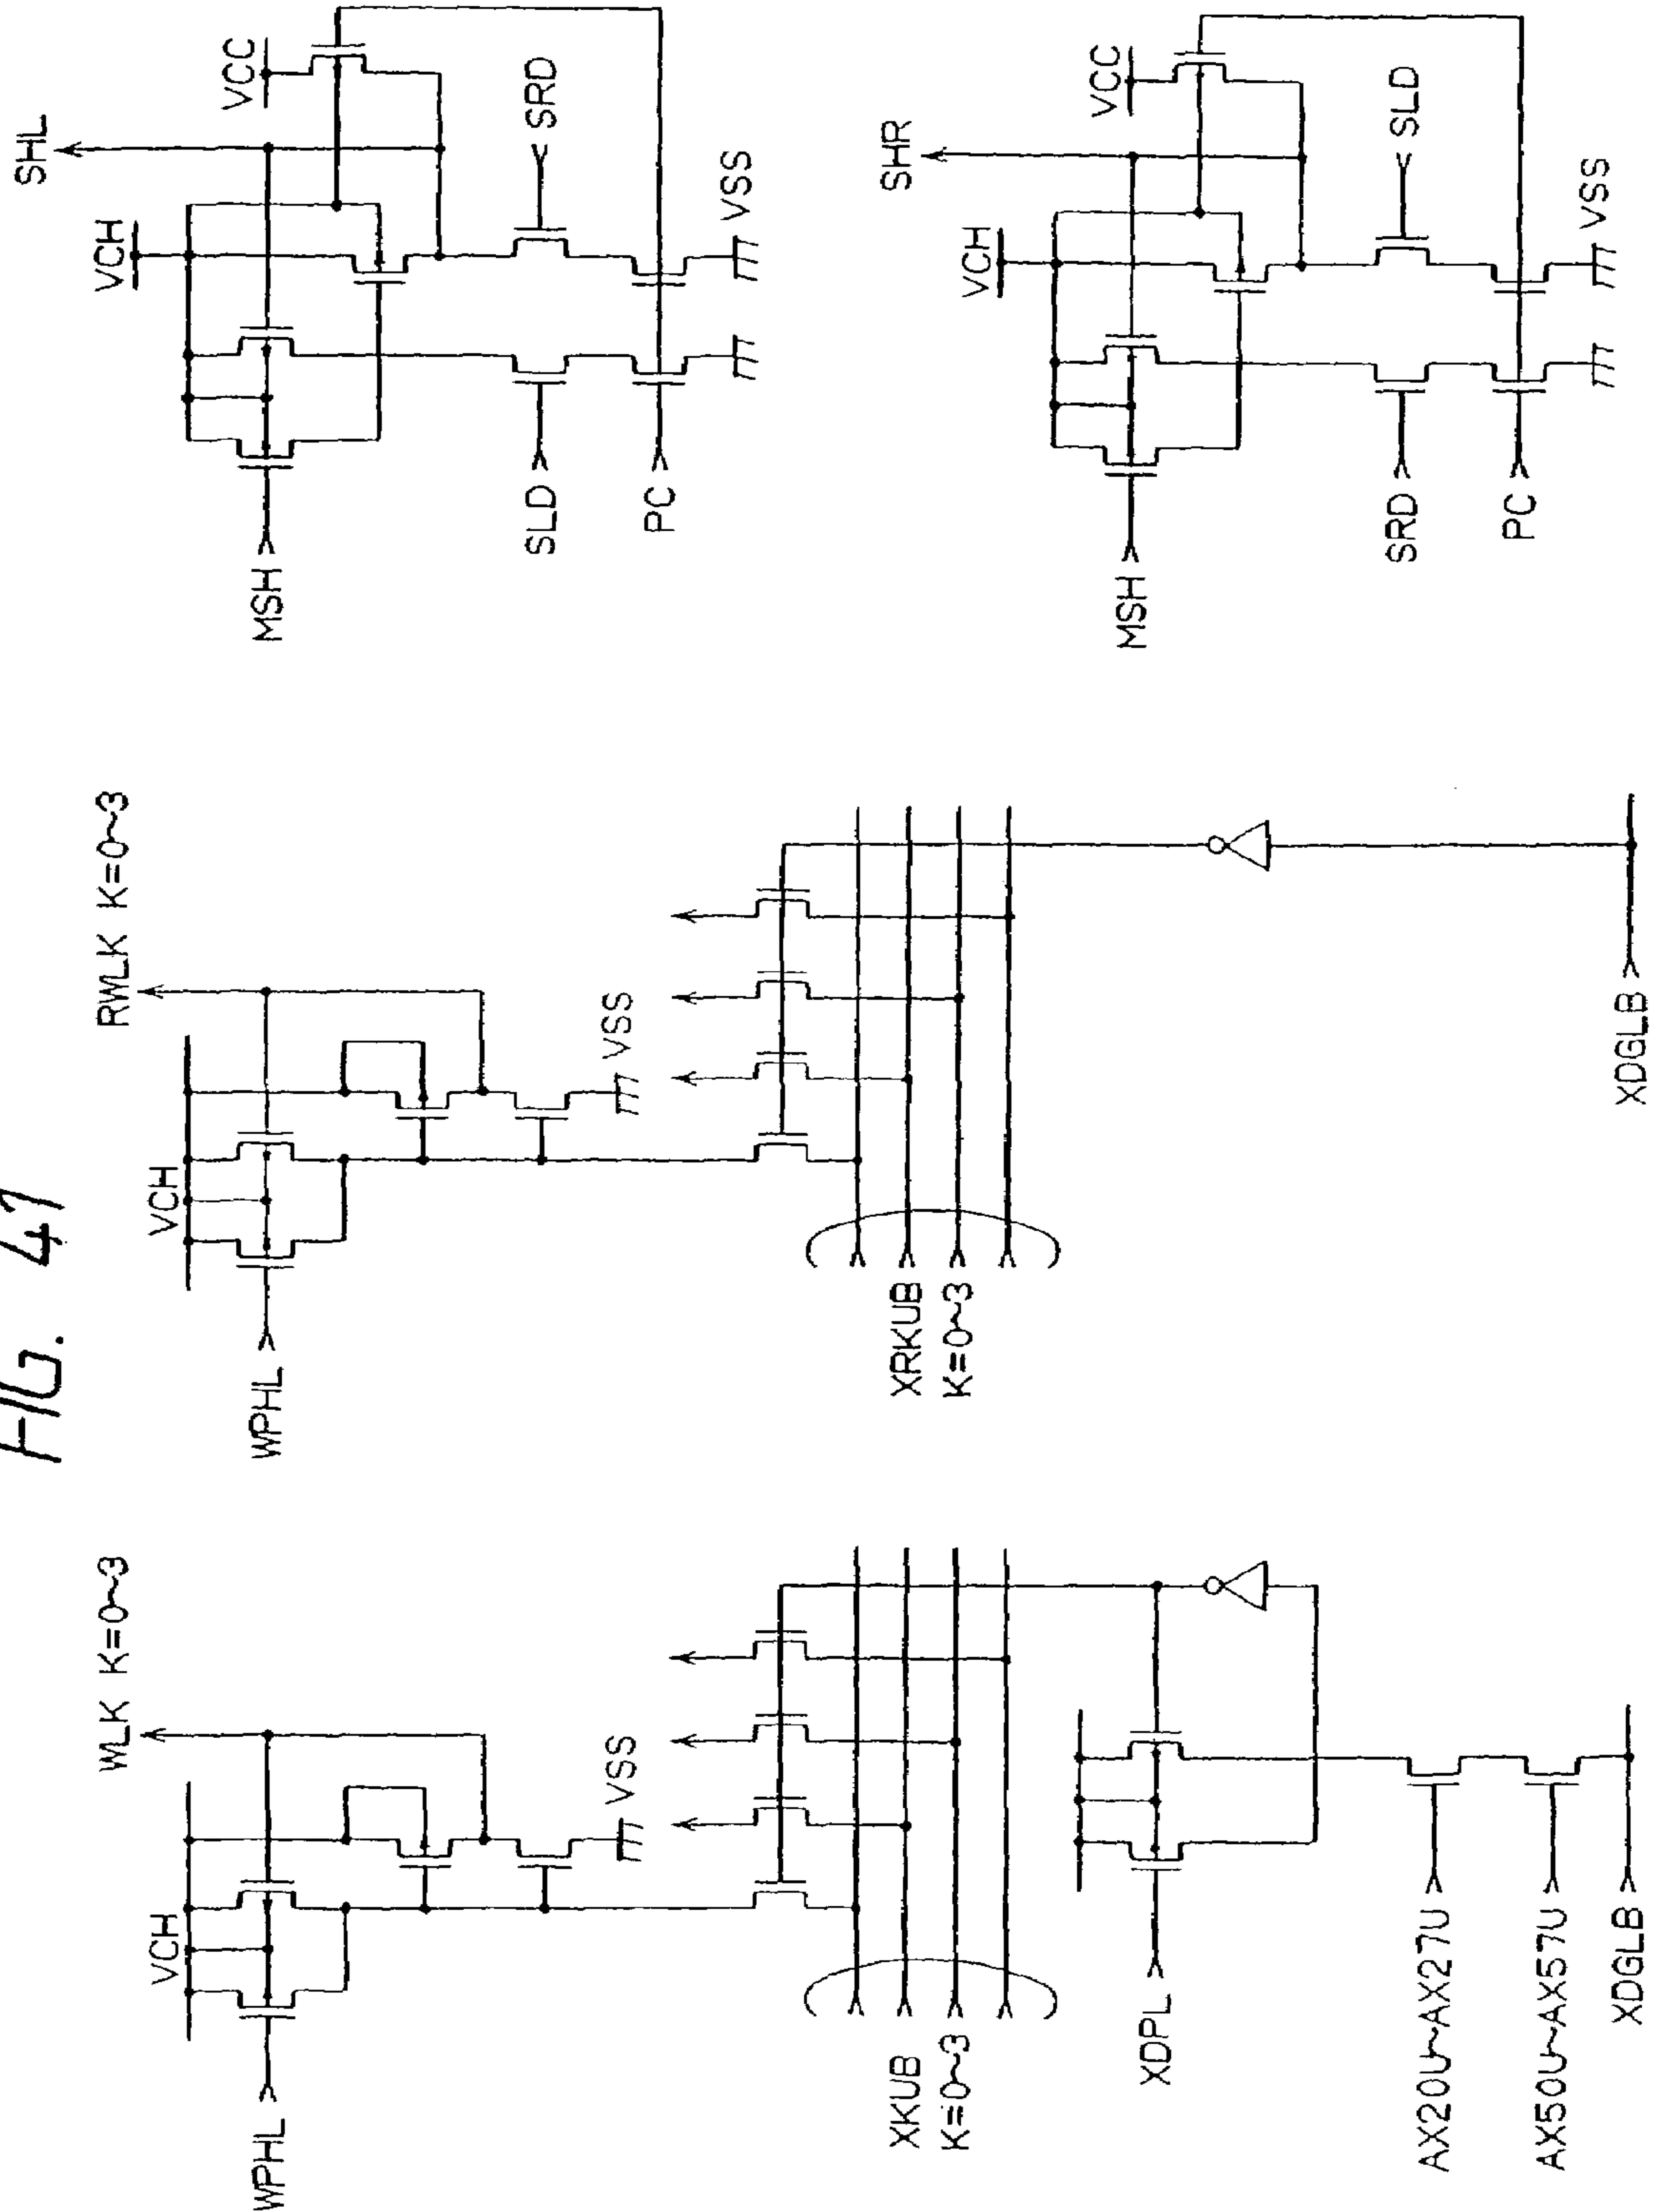 FIG.
WPHL
VCH
WLK K=0~3
VSS
XKUB
K=0~3
XDPL
AX20U~AX27U
AX50U~AX57U
XDGLB
WPHL
VCH
RWLK K=0~3
VSS
XRKUB
K=0~3
XDGLB
SHL
VCH
VCC
MSH
SLD
SRD
PC
VSS
SHR
VCH
VCC
MSH
SRD
SLD
PC
VSS